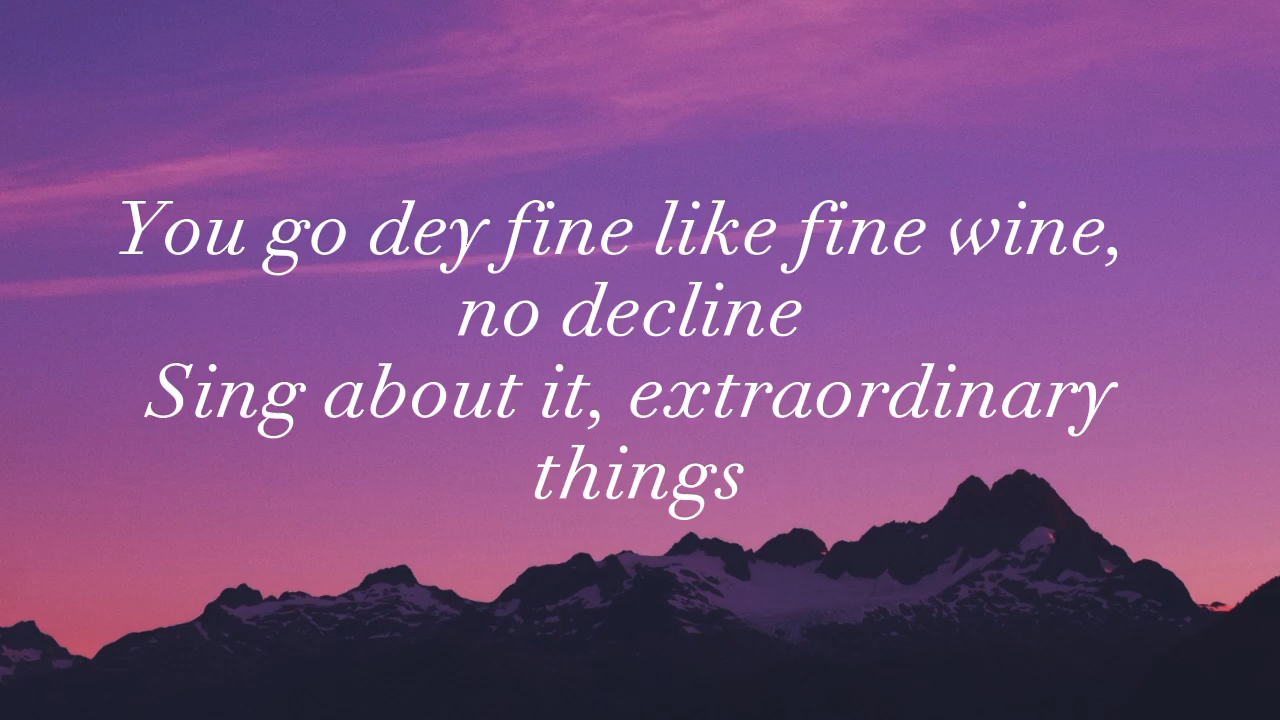 You go dey fine like fine wine,
no decline
Sing about it, extraordinary
things